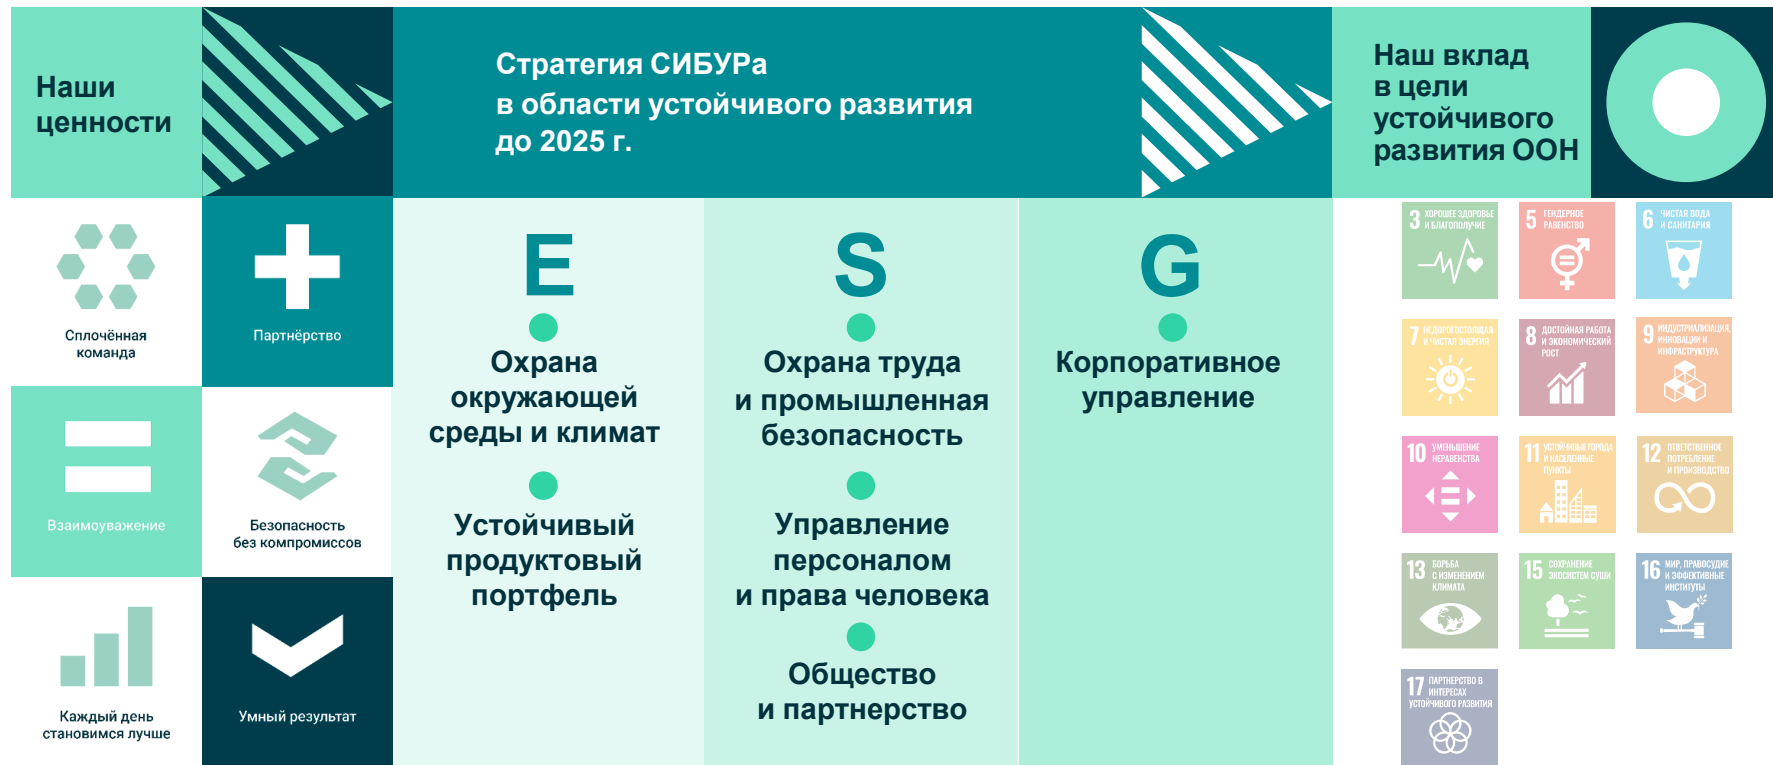 Наши
ценности
Стратегия СИБУРа
в области устойчивого развития
до 2025 г.
Наш вклад
в цели
устойчивого
развития ООН
Сплочённая
команда
Партнёрство
Взаимоуважение
Безопасность
без компромиссов
Каждый день
становимся лучше
Умный результат
E
Охрана
окружающей
среды и климат
Устойчивый
продуктовый
портфель
S
Охрана труда
и промышленная
безопасность
Управление
персоналом
и права человека
Общество
и партнерство
G
Корпоративное
управление
3 ХОРОШЕЕ ЗДОРОВЬЕ
И БЛАГОПОЛУЧИЕ
5 ГЕНДЕРНОЕ
РАВЕНСТВО
6 ЧИСТАЯ ВОДА
И САНИТАРИЯ
7 НЕДОРОГОСТОЯЩАЯ
И ЧИСТАЯ ЭНЕРГИЯ
8 ДОСТОЙНАЯ РАБОТА
И ЭКОНОМИЧЕСКИЙ
РОСТ
9 ИНДУСТРИАЛИЗАЦИЯ,
ИННОВАЦИИ И
ИНФРАСТРУКТУРА
10 УМЕНЬШЕНИЕ
НЕРАВЕНСТВА
11 УСТОЙЧИВЫЕ ГОРОДА
И НАСЕЛЕННЫЕ
ПУНКТЫ
12 ОТВЕТСТВЕННОЕ
ПОТРЕБЛЕНИЕ
И ПРОИЗВОДСТВО
13 БОРЬБА
С ИЗМЕНЕНИЕМ
КЛИМАТА
15 СОХРАНЕНИЕ
ЭКОСИСТЕМ СУШИ
16 МИР, ПРАВОСУДИЕ
И ЭФФЕКТИВНЫЕ
ИНСТИТУТЫ
17 ПАРТНЕРСТВО В
ИНТЕРЕСАХ
УСТОЙЧИВОГО РАЗВИТИЯ